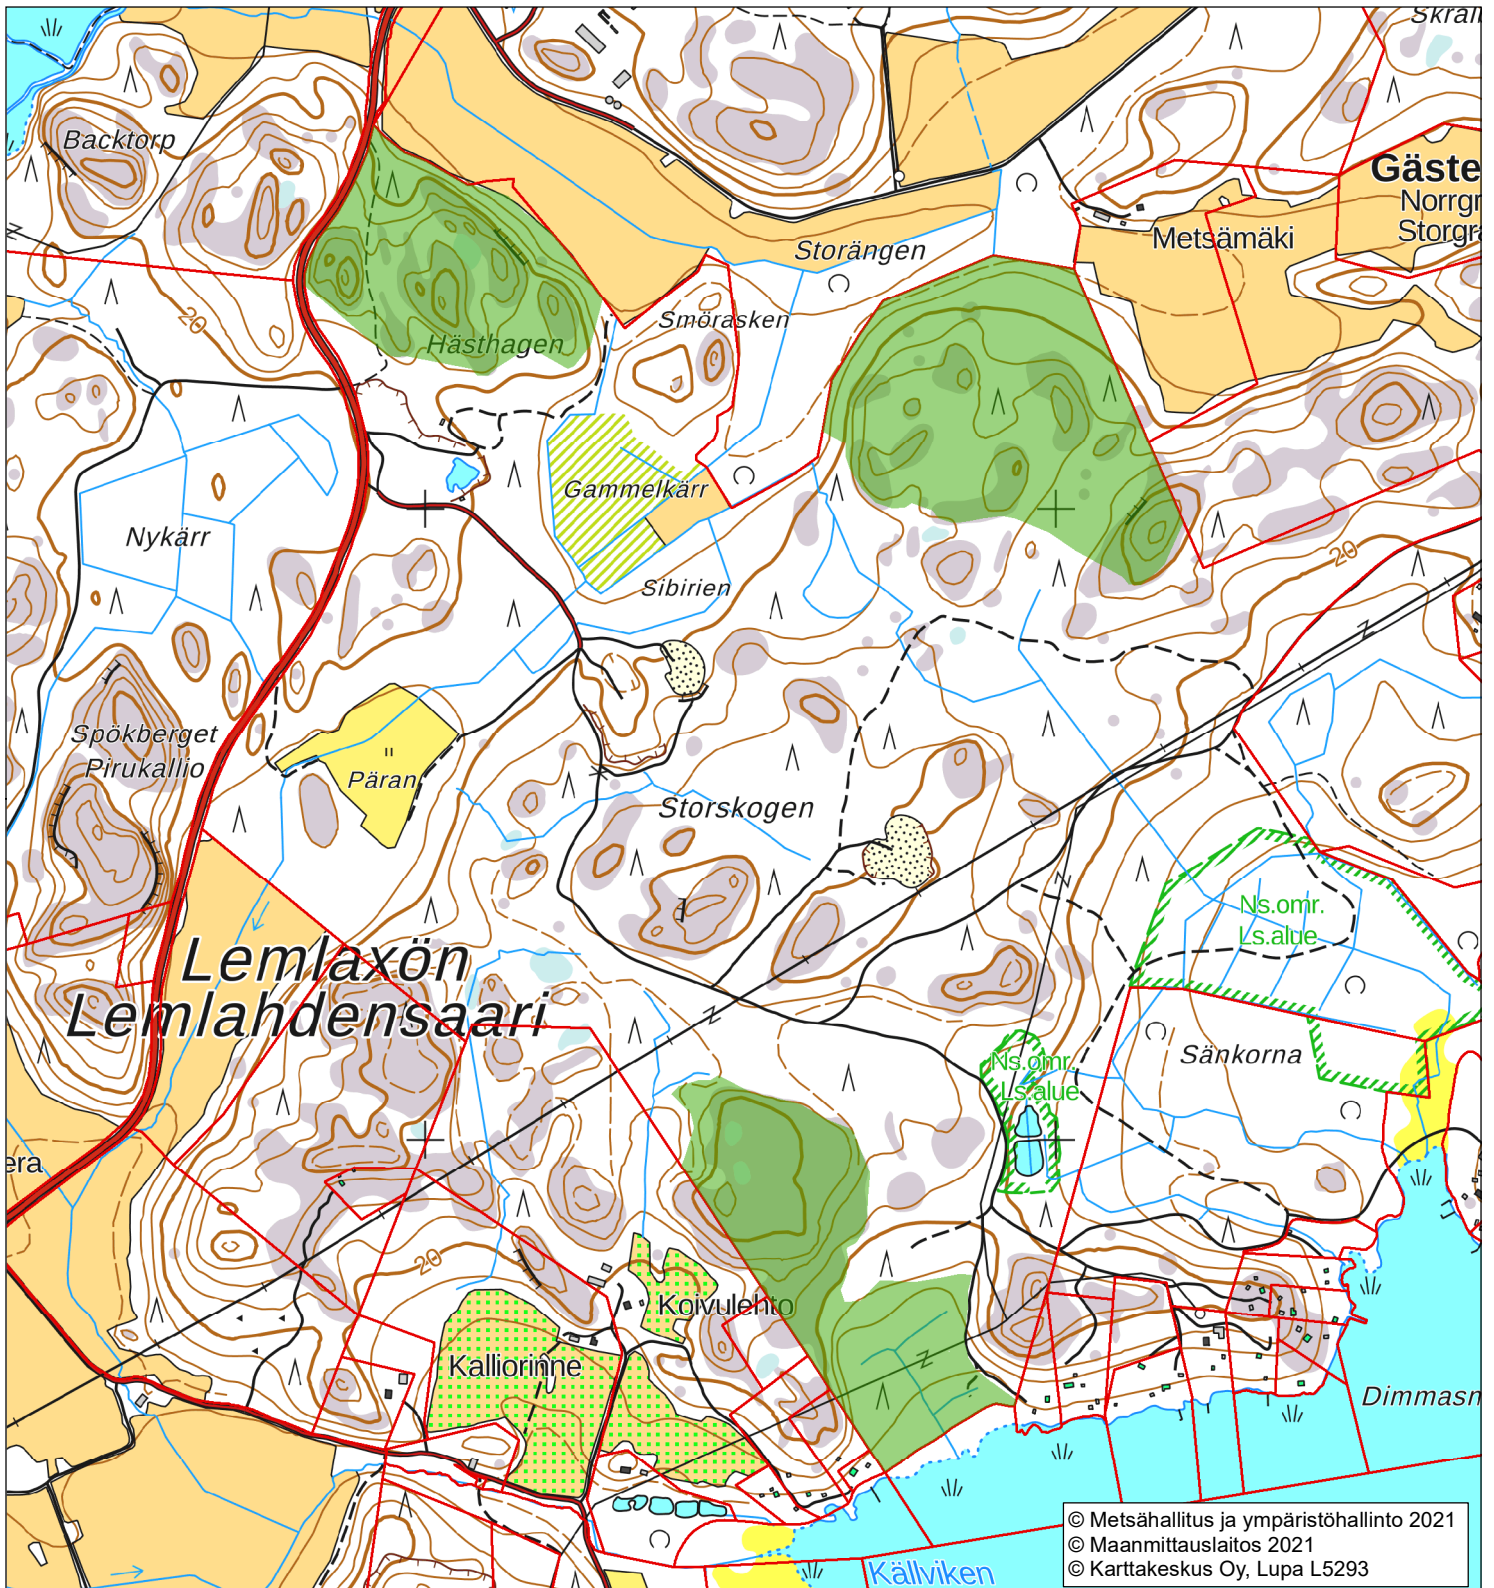 Backtorp
Gäste
Norrgr
Storgr
Metsämäki
Storängen
Smörasken
20
Hästhagen
Gammelkärr
Nykärr
20
Sibirien
Spökberget
Pirukallio
Päran
Storskogen
Ns.omr.
Ls.alue
Lemlaxön
Lemlahdensaari
Sänkorna
Ns.omr.
Ls.alue
era
20
Koivulehto
Kalliorinne
Dimmasn
Källviken
© Metsähallitus ja ympäristöhallinto 2021
© Maanmittauslaitos 2021
© Karttakeskus Oy, Lupa L5293